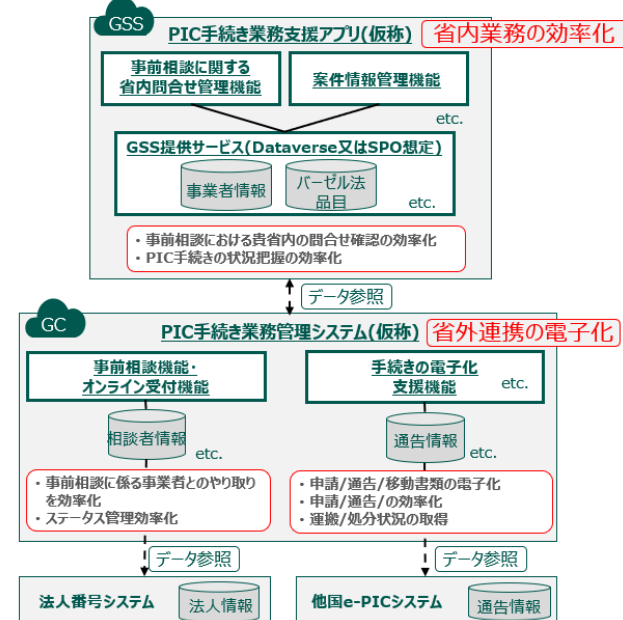 GSS
PIC手続き業務支援アプリ(仮称)
省内業務の効率化
事前相談に関する
省内問合せ管理機能
案件情報管理機能
etc.
GSS提供サービス(Dataverse又はSPO想定)
事業者情報
バーゼル法
品目
etc.
・事前相談における貴省内の問合せ確認の効率化
・PIC手続きの状況把握の効率化
データ参照
GC
PIC手続き業務管理システム(仮称)
省外連携の電子化
事前相談機能・
オンライン受付機能
手続きの電子化
支援機能
etc.
相談者情報
etc.
通告情報
etc.
・事前相談に係る事業者とのやり取り
を効率化
・ステータス管理効率化
・申請/通告/移動書類の電子化
・申請/通告/の効率化
・運搬/処分状況の取得
データ参照
データ参照
法人番号システム
法人情報
他国e-PICシステム
通告情報